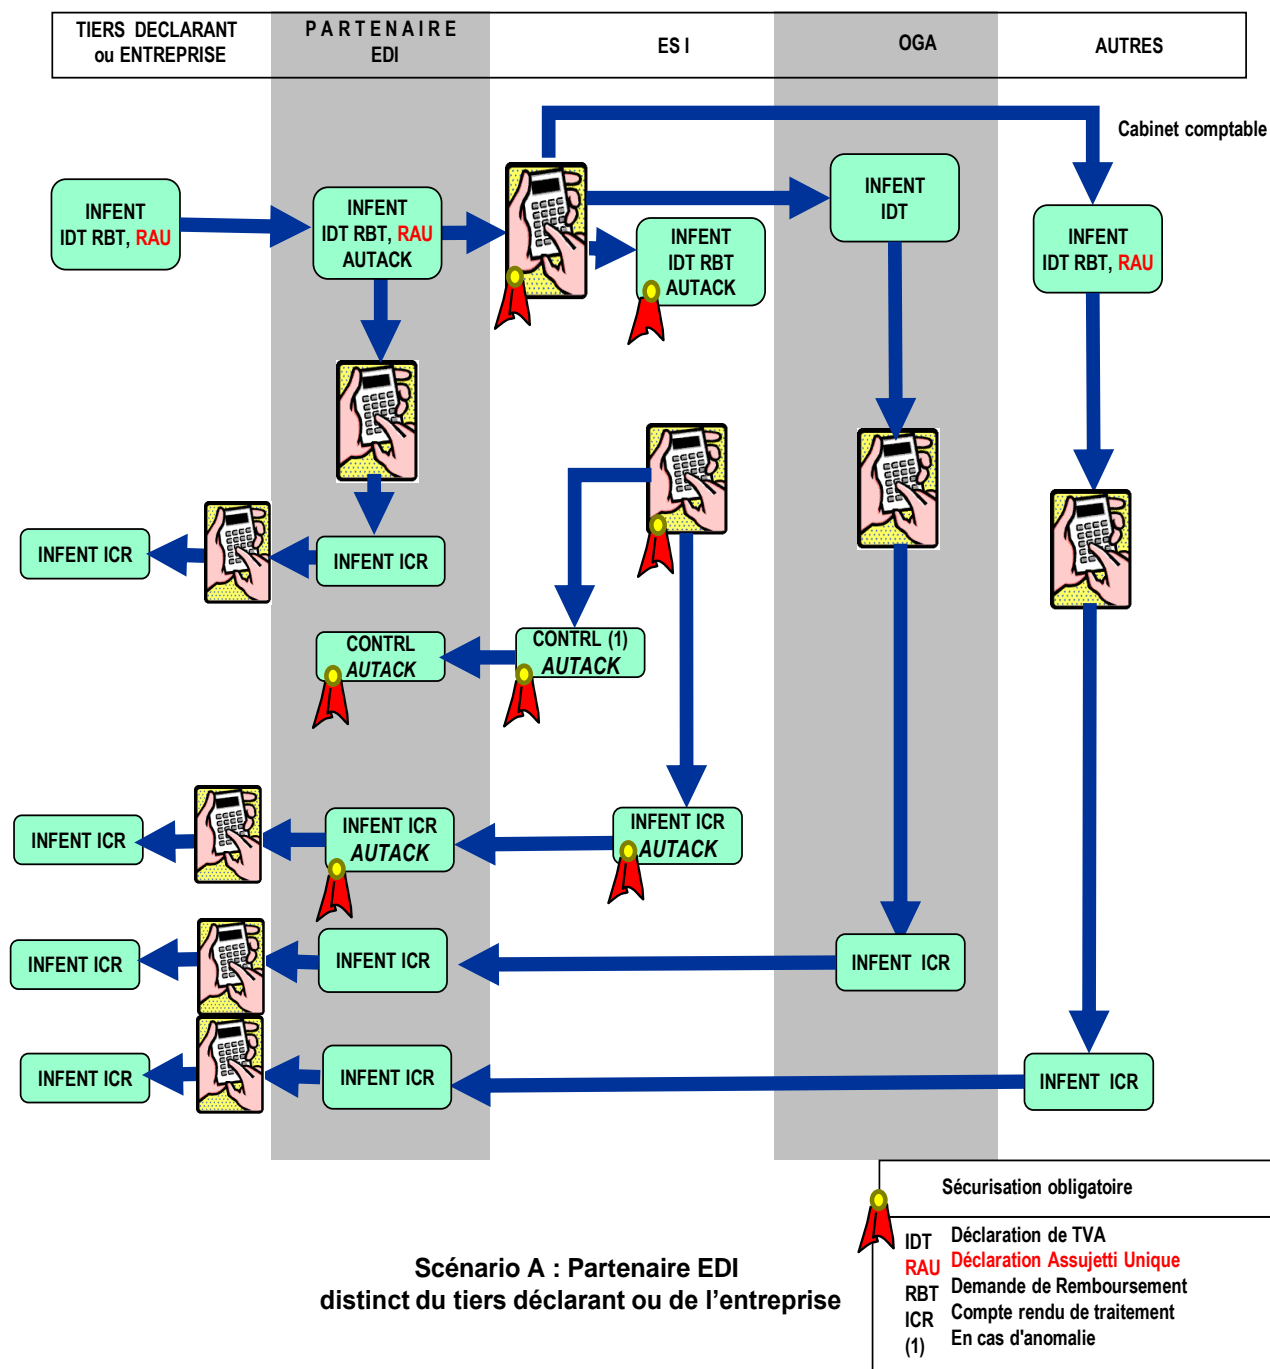 TIERS DECLARANT
ou ENTREPRISE
PARTENAIRE
EDI
ES I
OGA
AUTRES
Cabinet comptable
INFENT
IDT RBT, RAU
INFENT
IDT RBT, RAU
AUTACK
INFENT
IDT RBT
AUTACK
INFENT
IDT
INFENT
IDT RBT, RAU
INFENT ICR
INFENT ICR
CONTRL
AUTACK
CONTRL (1)
AUTACK
INFENT ICR
INFENT ICR
AUTACK
INFENT ICR
AUTACK
INFENT ICR
INFENT ICR
INFENT ICR
INFENT ICR
INFENT ICR
INFENT ICR
Sécurisation obligatoire
IDT Déclaration de TVA
RAU Déclaration Assujetti Unique
RBT Demande de Remboursement
ICR Compte rendu de traitement
(1) En cas d'anomalie
Scénario A : Partenaire EDI
distinct du tiers déclarant ou de l'entreprise